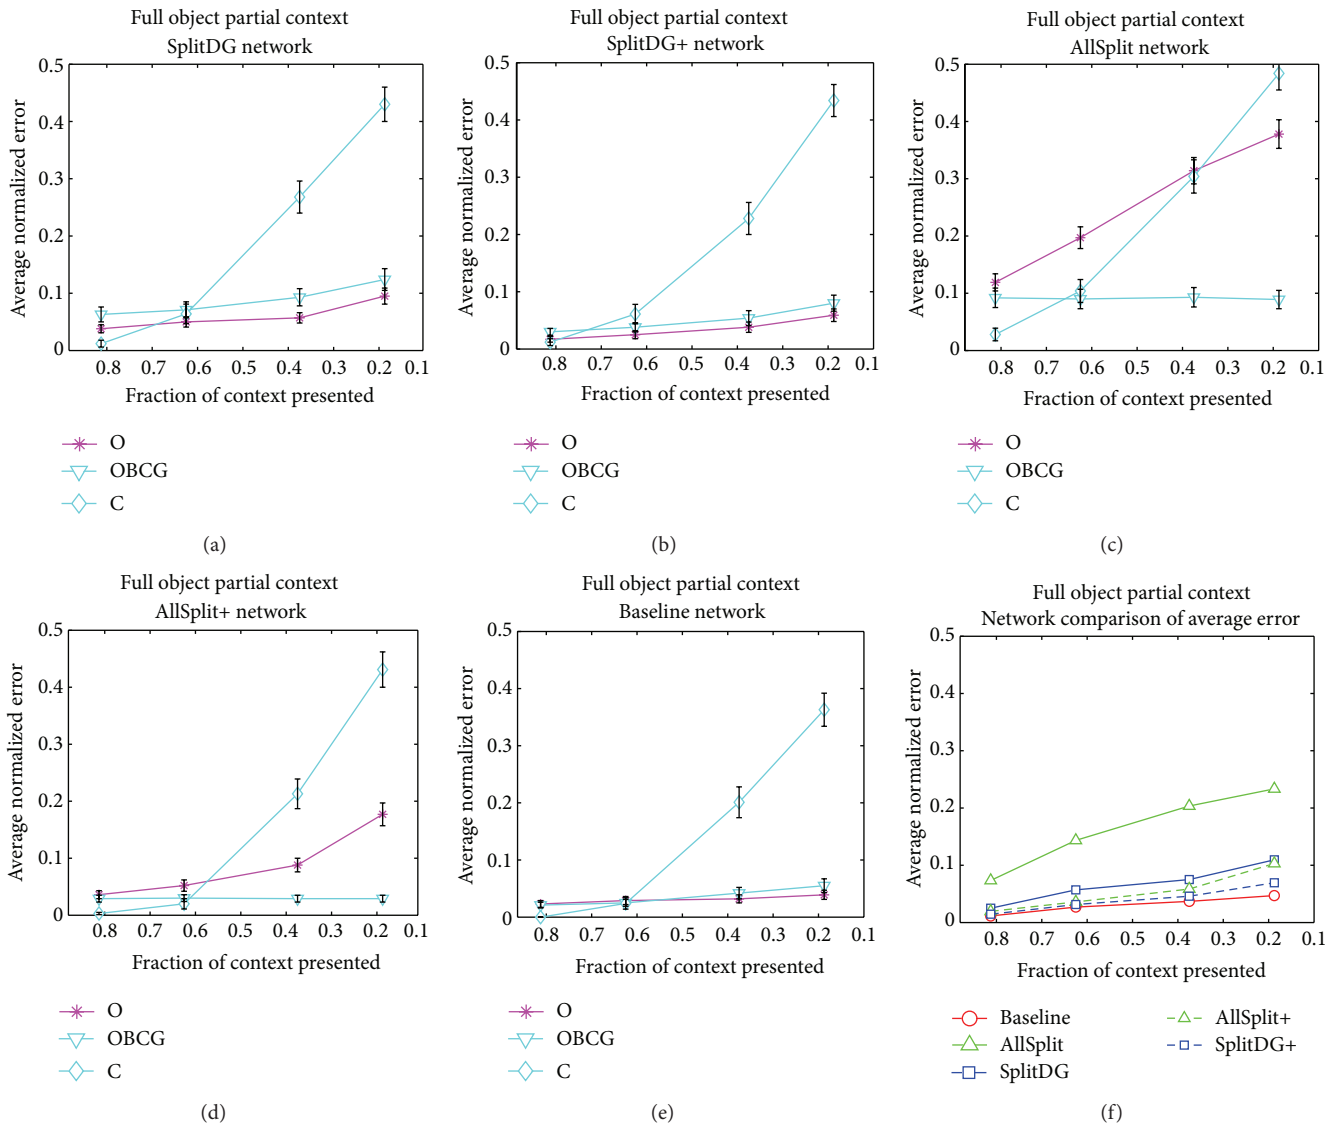 Full object partial context
SplitDG network
Average normalized error
0.5
0.4
0.3
0.2
0.1
0
0.8 0.7 0.6 0.5 0.4 0.3 0.2 0.1
Fraction of context presented
O
OBCG
C
(a)
Full object partial context
SplitDG+ network
Average normalized error
0.5
0.4
0.3
0.2
0.1
0
0.8 0.7 0.6 0.5 0.4 0.3 0.2 0.1
Fraction of context presented
O
OBCG
C
(b)
Full object partial context
AllSplit network
Average normalized error
0.5
0.4
0.3
0.2
0.1
0
0.8 0.7 0.6 0.5 0.4 0.3 0.2 0.1
Fraction of context presented
O
OBCG
C
(c)
Full object partial context
AllSplit+ network
Average normalized error
0.5
0.4
0.3
0.2
0.1
0
0.8 0.7 0.6 0.5 0.4 0.3 0.2 0.1
Fraction of context presented
O
OBCG
C
(d)
Full object partial context
Baseline network
Average normalized error
0.5
0.4
0.3
0.2
0.1
0
0.8 0.7 0.6 0.5 0.4 0.3 0.2 0.1
Fraction of context presented
O
OBCG
C
(e)
Full object partial context
Network comparison of average error
Average normalized error
0.5
0.4
0.3
0.2
0.1
0
0.8 0.7 0.6 0.5 0.4 0.3 0.2 0.1
Fraction of context presented
Baseline
AllSplit
SplitDG
AllSplit+
SplitDG+
(f)